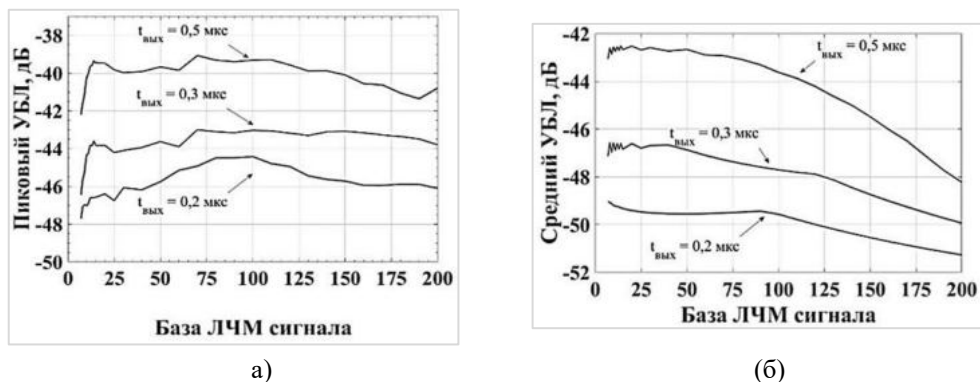 Пиковый УБЛ, дБ
-38
-40
-42
-43
-44
-46
-48
-50
t вых = 0,5 мкс
t вых = 0,3 мкс
t вых = 0,2 мкс
0 25 50 75 100 125 150 175 200
База ЛЧМ сигнала
а)
Средний УБЛ, дБ
-42
-44
-46
-48
-50
-52
t вых = 0,5 мкс
t вых = 0,3 мкс
t вых = 0,2 мкс
0 25 50 75 100 125 150 175 200
База ЛЧМ сигнала
(б)